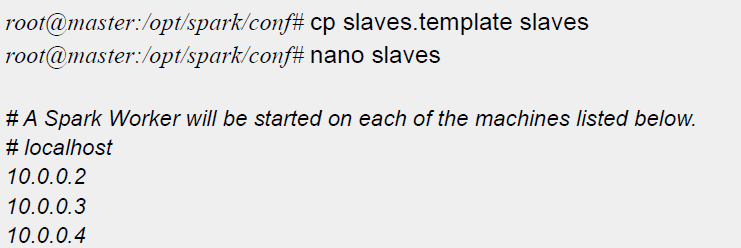 root@master:/opt/spark/conf# cp slaves.template slaves
root@master:/opt/spark/conf# nano slaves
# A Spark Worker will be started on each of the machines listed below.
# localhost
10.0.0.2
10.0.0.3
10.0.0.4